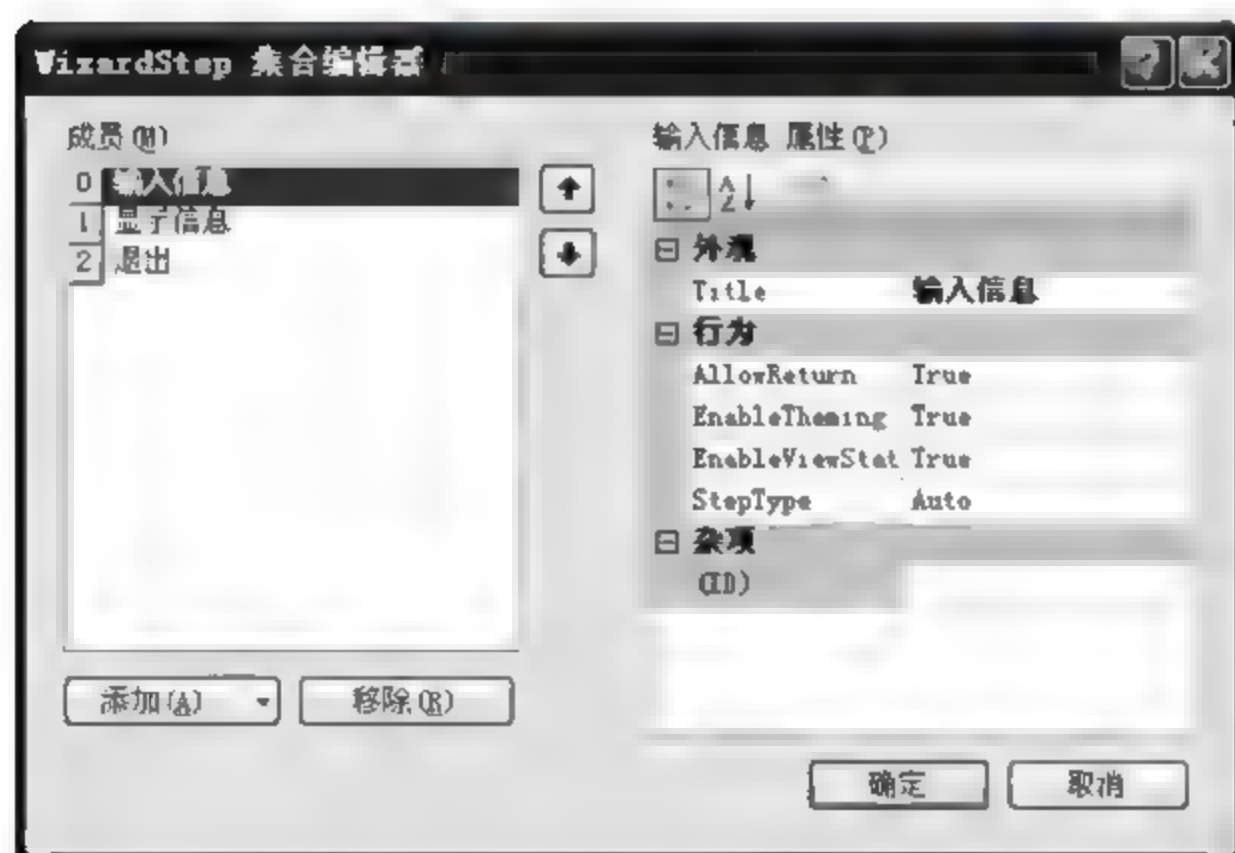 WizardStep 集合编辑器
成员(M)
0 输入信息
1 显示信息
2 退出
添加(A)
移除(R)
输入信息 属性(P)
外观
Title 输入信息
行为
AllowReturn True
EnableTheming True
EnableViewStat True
StepType Auto
杂项
(ID)
确定
取消